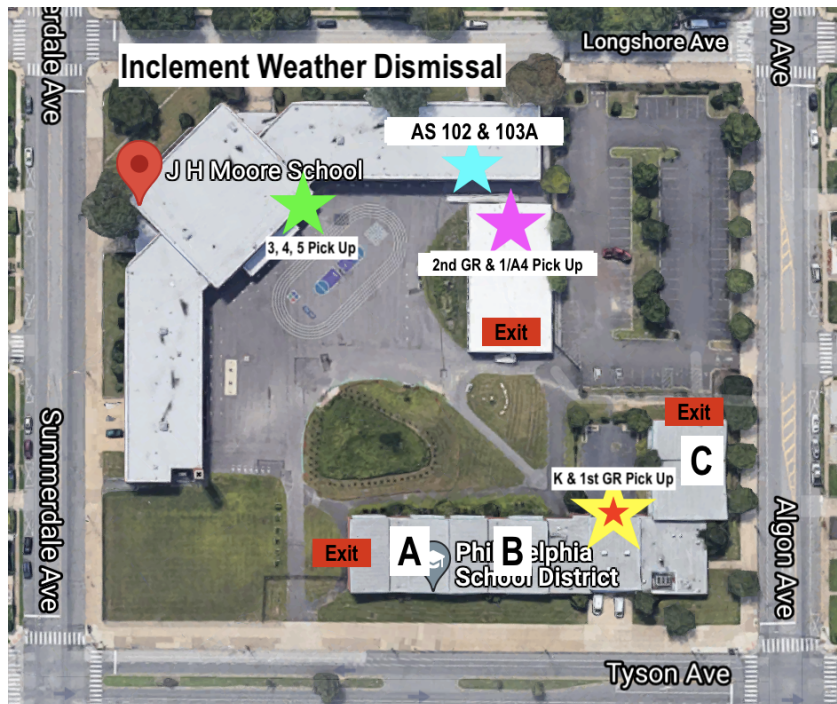 erdale Ave
Longshore Ave
on Ave
Inclement Weather Dismissal
AS 102 & 103A
J H Moore School
3, 4, 5 Pick Up
2nd GR & 1/A4 Pick Up
Exit
Exit
Summerdale Ave
C
K & 1st GR Pick Up
Algon Ave
Exit
A
B
Philadelphia
School District
Tyson Ave